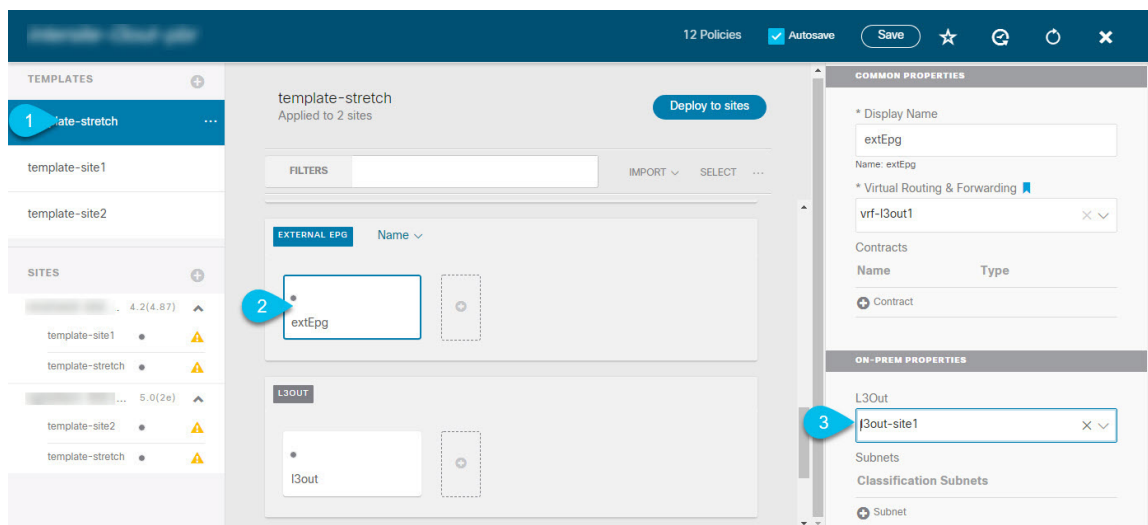 12 Policies
Autosave
Save
TEMPLATES
1
late-stretch
template-site1
template-site2
SITES
4.2(4.87)
template-site1
template-stretch
... 5.0(2e)
template-site2
template-stretch
template-stretch
Applied to 2 sites
Deploy to sites
FILTERS
IMPORT
SELECT ...
EXTERNAL EPG
Name
2
extEpg
L3OUT
l3out
COMMON PROPERTIES
* Display Name
extEpg
Name: extEpg
* Virtual Routing & Forwarding
vrf-l3out1
Contracts
Name Type
Contract
ON-PREM PROPERTIES
L3Out
3
l3out-site1
Subnets
Classification Subnets
Subnet